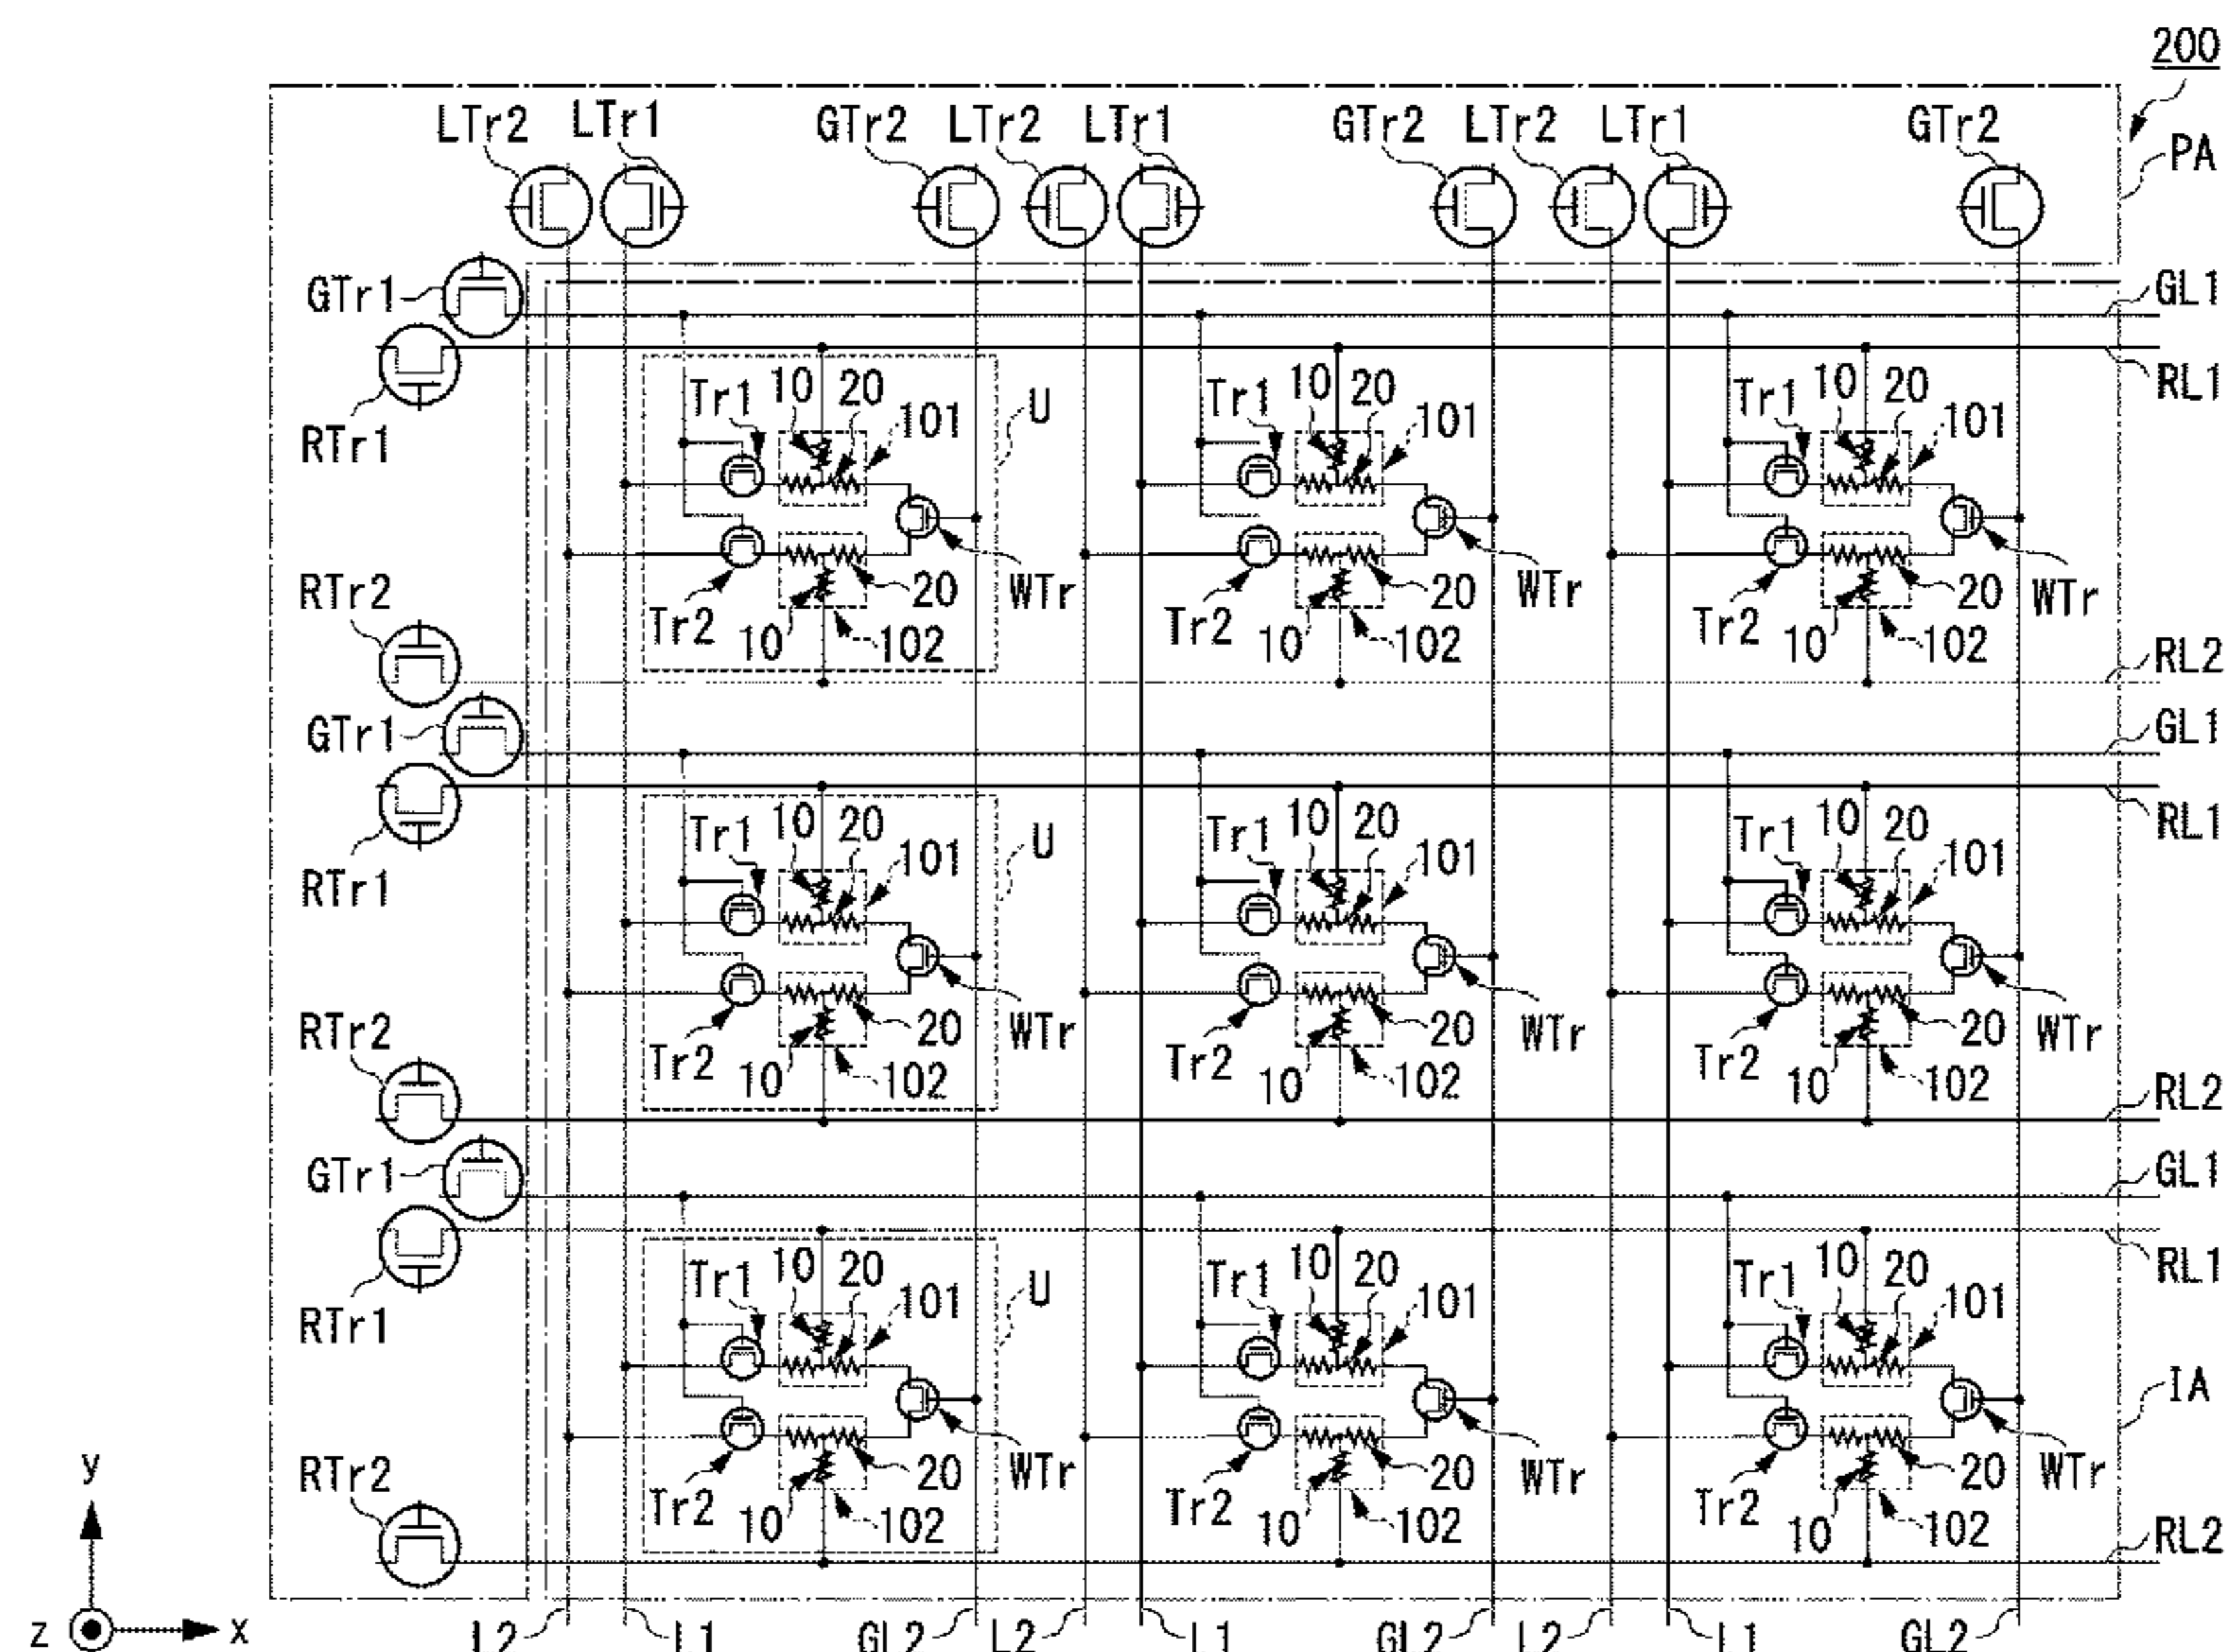 200
LTr2 LTr1 GTr2 LTr2 LTr1 GTr2 LTr2 LTr1 GTr2
PA
GTr1 GL1
RTr1 Tr1 10 20 101 U Tr1 10 20 101 Tr1 10 20 101 RL1
RTr2 Tr2 10 102 20 WTr Tr2 10 102 20 WTr Tr2 10 102 20 WTr RL2
GTr1 GL1
RTr1 Tr1 10 20 101 U Tr1 10 20 101 Tr1 10 20 101 RL1
RTr2 Tr2 10 102 20 WTr Tr2 10 102 20 WTr Tr2 10 102 20 WTr RL2
GTr1 GL1
RTr1 Tr1 10 20 101 U Tr1 10 20 101 Tr1 10 20 101 RL1
IA
RTr2 Tr2 10 102 20 WTr Tr2 10 102 20 WTr Tr2 10 102 20 WTr RL2
y
z x L2 L1 GL2 L2 L1 GL2 L2 L1 GL2